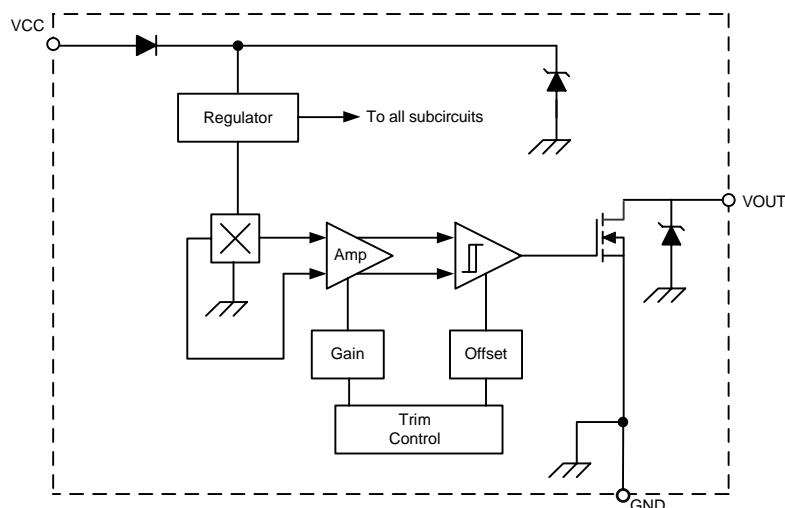 VCC
Regulator
To all subcircuits
VOUT
Amp
Gain
Offset
Trim
Control
GND